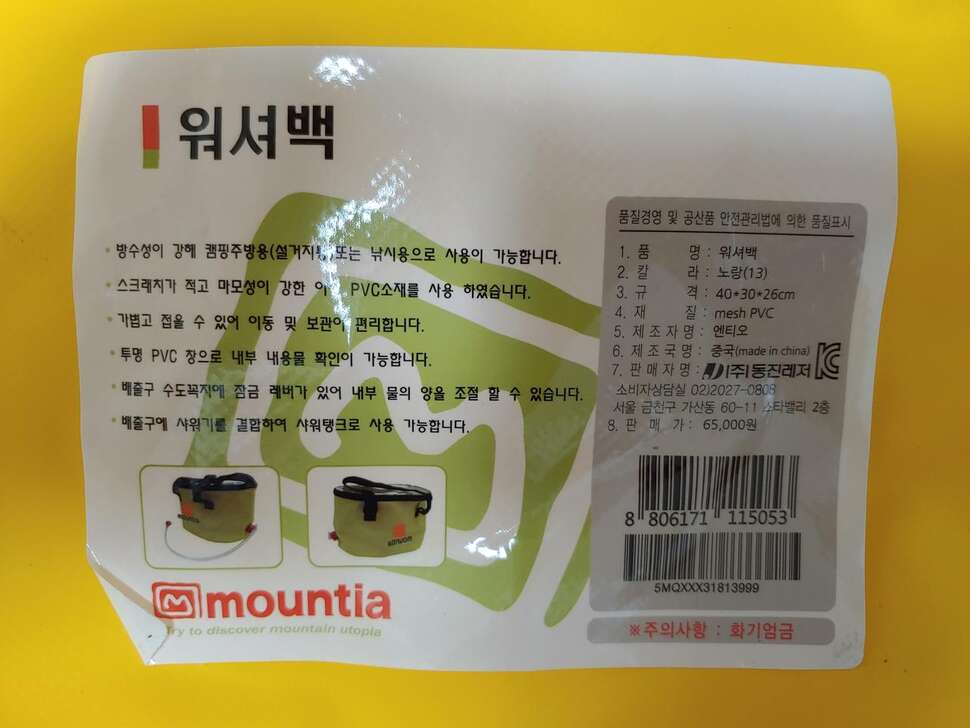 워셔백
• 방수성이 강해 캠핑주방용(설거지통)또는 낚시용으로 사용이 가능합니다.
• 스크래치가 적고 마모성이 강한 PVC소재를 사용 하였습니다.
• 가볍고 접을 수 있어 이동 및 보관이 편리합니다.
• 투명 PVC 창으로 내부 내용물 확인이 가능합니다.
• 배출구 수도꼭지에 잠금 레버가 있어 내부 물의 양을 조절 할 수 있습니다.
• 배출구에 샤워기를 결합하여 샤워탱크로 사용 가능합니다.
mountia
mountia
Try to discover mountain utopia
품질경영 및 공산품 안전관리법에 의한 품질표시
1. 품 명 : 워셔백
2. 칼 라 : 노랑(13)
3. 규 격 : 40*30*26cm
4. 재 질 : mesh PVC
5. 제 조 자 명 : 엔티오
6. 제 조 국 명 : 중국(made in china)
7. 판 매 자 명 : (주)동진레저
소비자상담실 02)2027-0808
서울 금천구 가산동 60-11 스타밸리 2층
8. 판 매 가 : 65,000원
8 806171 115053
5MQXXX31813999
※주의사항 : 화기엄금